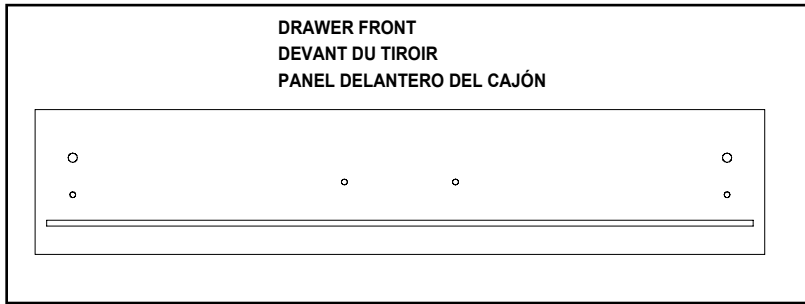 DRAWER FRONT
DEVANT DU TIROIR
PANEL DELANTERO DEL CAJÓN